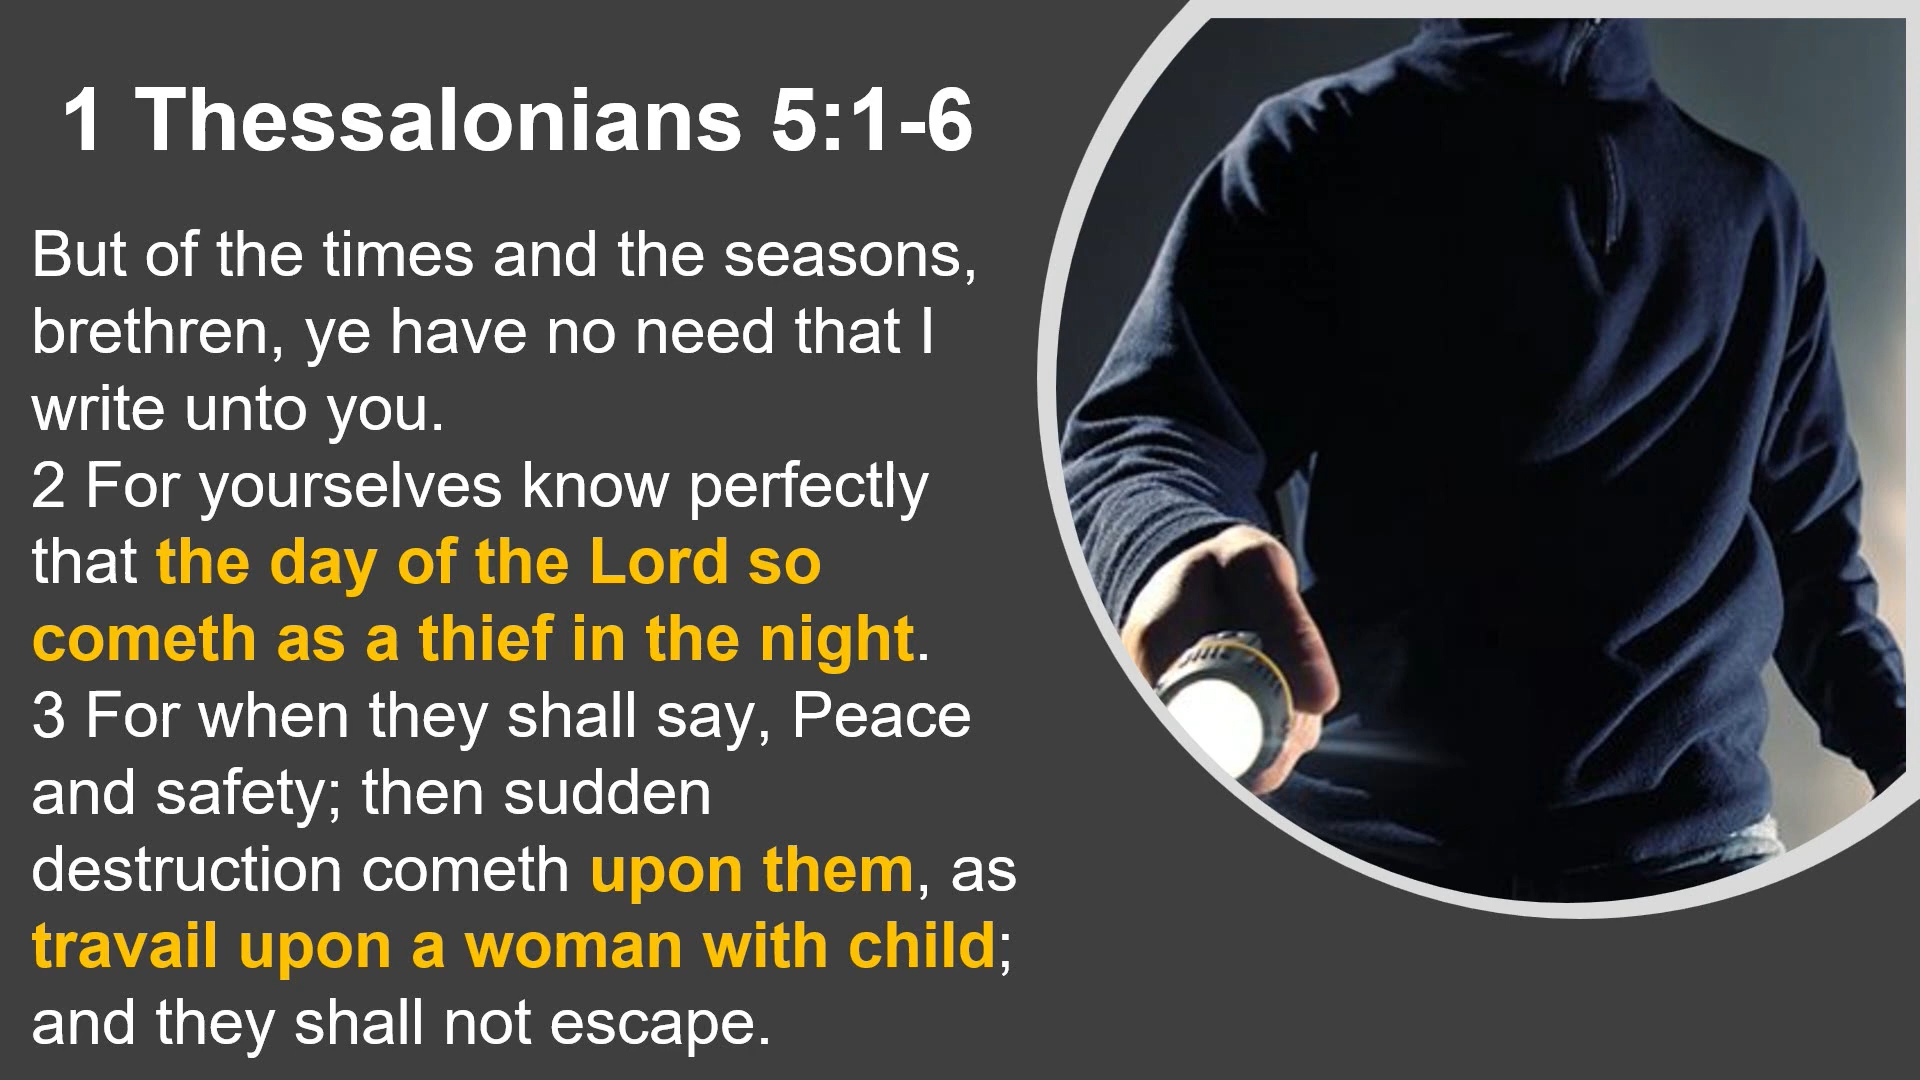 1 Thessalonians 5:1-6
But of the times and the seasons,
brethren, ye have no need that I
write unto you.
2 For yourselves know perfectly
that the day of the Lord so
cometh as a thief in the night.
3 For when they shall say, Peace
and safety; then sudden
destruction cometh upon them, as
travail upon a woman with child;
and they shall not escape.